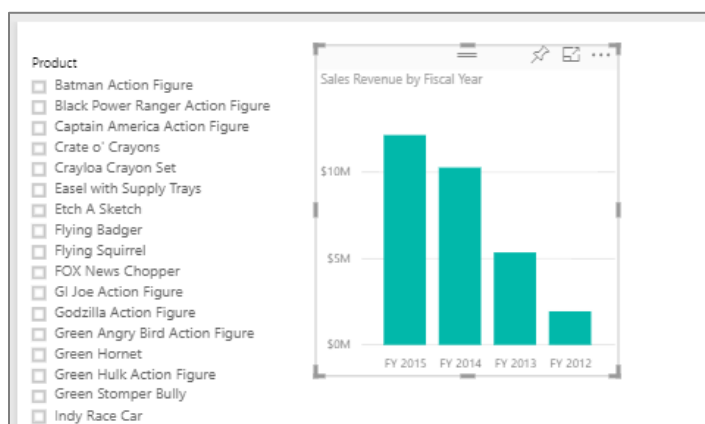 Product
Batman Action Figure
Black Power Ranger Action Figure
Captain America Action Figure
Crate o' Crayons
Crayloa Crayon Set
Easel with Supply Trays
Etch A Sketch
Flying Badger
Flying Squirrel
FOX News Chopper
GI Joe Action Figure
Godzilla Action Figure
Green Angry Bird Action Figure
Green Hornet
Green Hulk Action Figure
Green Stomper Bully
Indy Race Car
Sales Revenue by Fiscal Year
$10M
$5M
$0M
FY 2015 FY 2014 FY 2013 FY 2012